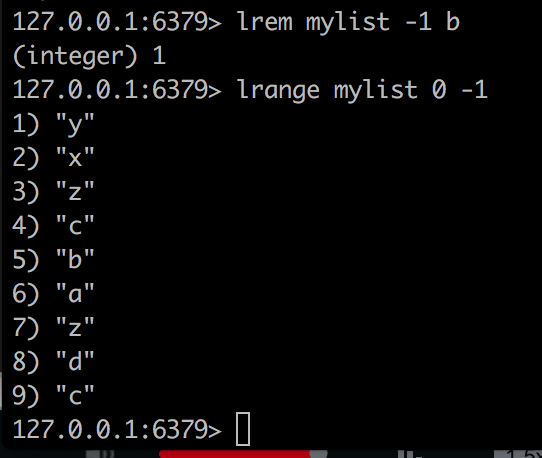 127.0.0.1:6379> lrem mylist -1 b
(integer) 1
127.0.0.1:6379> lrange mylist 0 -1
1) "y"
2) "x"
3) "z"
4) "c"
5) "b"
6) "a"
7) "z"
8) "d"
9) "c"
127.0.0.1:6379>